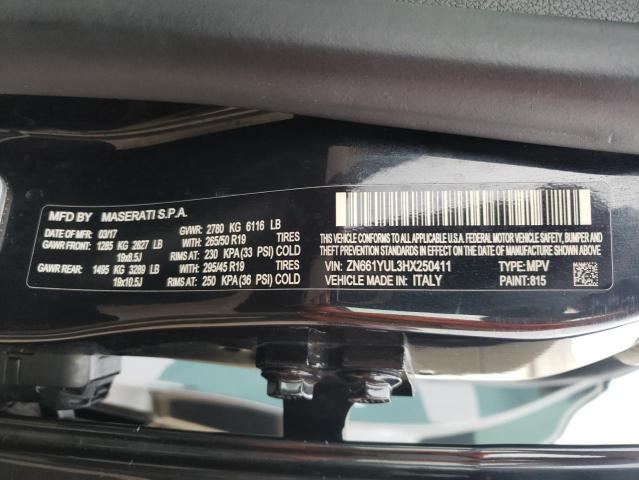 MFD BY MASERATI S.P.A.
DATE OF MFR: 03/17 GVWR: 2780 KG 6116 LB
GAWR FRONT: 1285 KG 2827 LB 265/50 R19 TIRES
19x8.5J RIMS AT: 230 KPA (33 PSI) COLD
GAWR REAR: 1495 KG 3289 LB 295/45 R19 TIRES
19x10.5J RIMS AT: 250 KPA (36 PSI) COLD
THIS VEHICLE CONFORMS TO ALL APPLICABLE U.S.A. FEDERAL MOTOR VEHICLE SAFETY, BUMPER AND
THEFT PREVENTION STANDARDS IN EFFECT ON THE DATE OF MANUFACTURE SHOWN ABOVE.
VIN: ZN661YUL3HX250411 TYPE: MPV
VEHICLE MADE IN: ITALY PAINT: 815